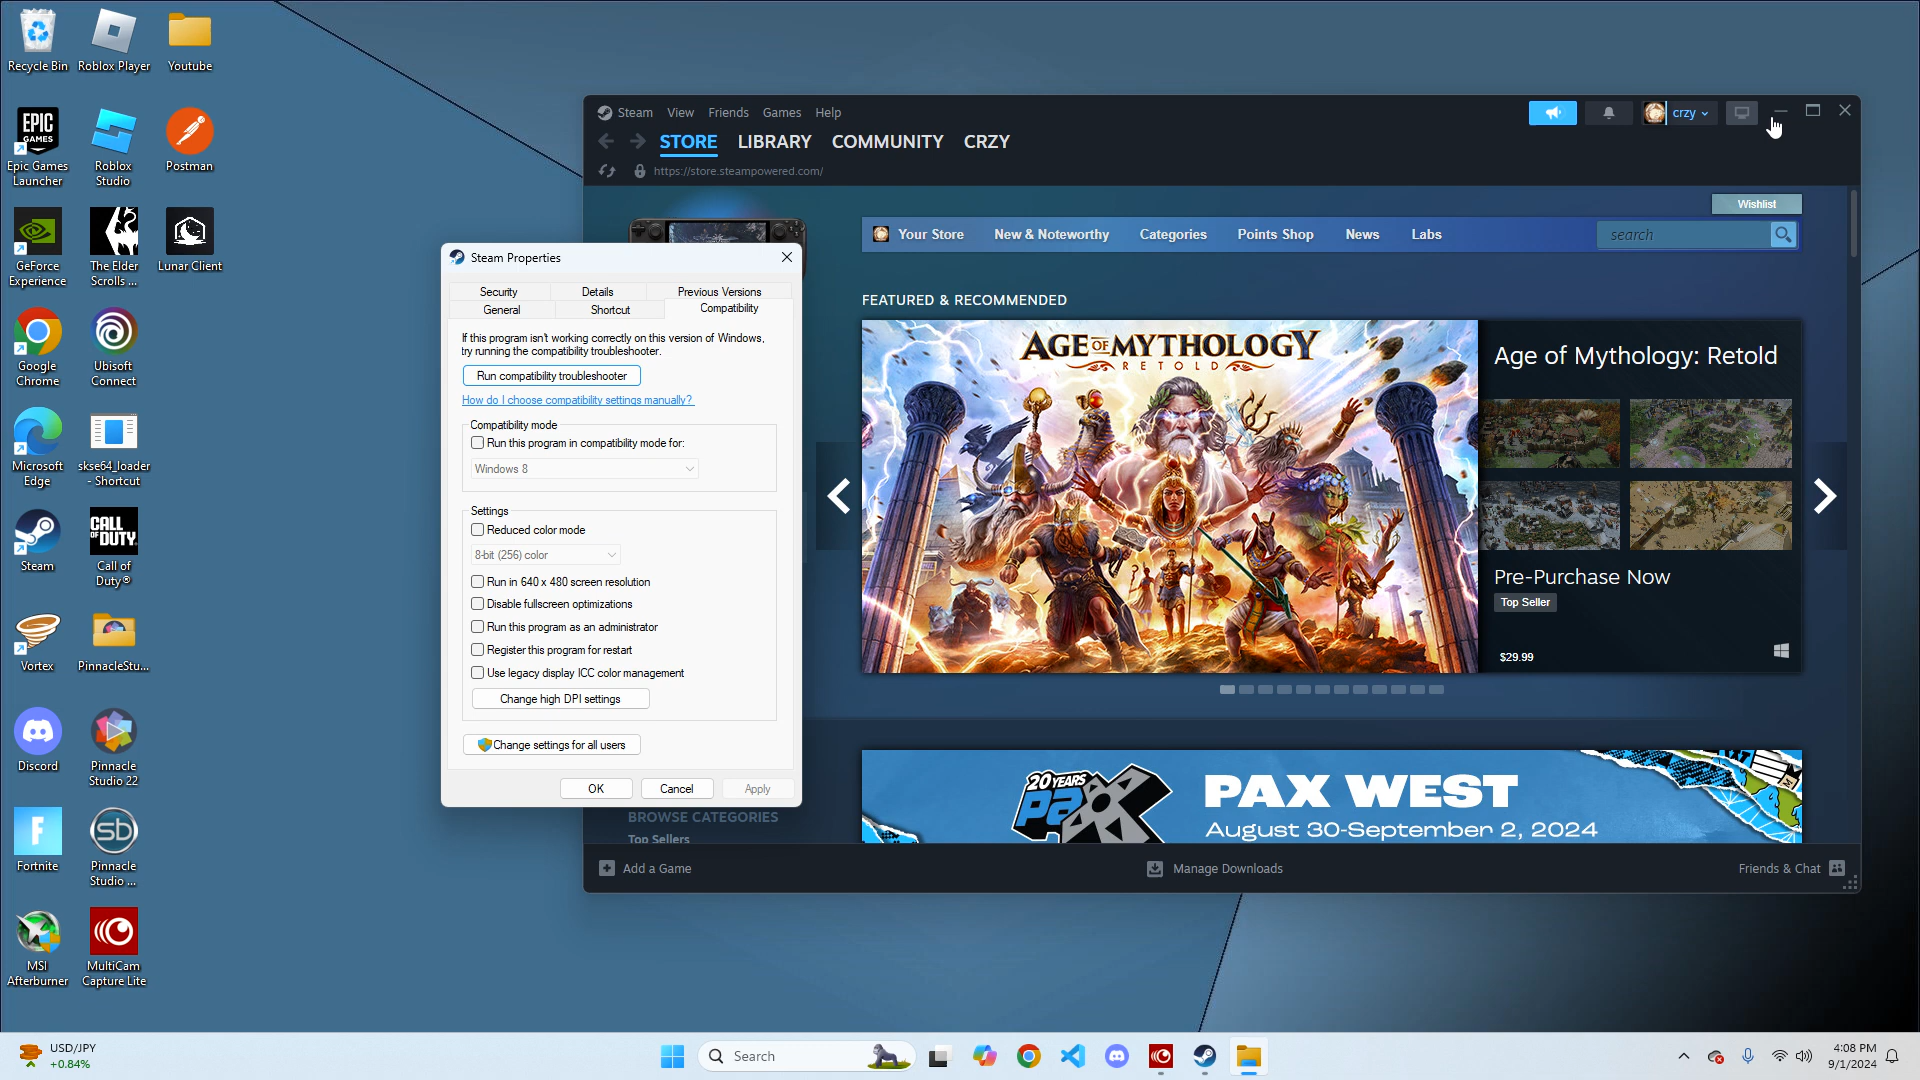 Recycle Bin
Roblox Player
Youtube
EPIC
GAMES
Epic Games
Launcher
Roblox
Studio
Postman
GeForce
Experience
The Elder
Scrolls ...
Lunar Client
Google
Chrome
Ubisoft
Connect
Microsoft
Edge
skse64_loader
- Shortcut
Steam
CALL
OF DUTY
Call of
Duty®
Vortex
PinnacleStu...
Discord
Pinnacle
Studio 22
F
Fortnite
sb
Pinnacle
Studio ...
MSI
Afterburner
MultiCam
Capture Lite
Steam View Friends Games Help
crzy
STORE LIBRARY COMMUNITY CRZY
https://store.steampowered.com/
Wishlist
Your Store New & Noteworthy Categories Points Shop News Labs
search
FEATURED & RECOMMENDED
AGE OF MYTHOLOGY
RETOLD
Age of Mythology: Retold
Pre-Purchase Now
Top Seller
$29.99
20 YEARS
PAX
PAX WEST
August 30-September 2, 2024
BROWSE CATEGORIES
Top Sellers
Add a Game
Manage Downloads
Friends & Chat
Steam Properties
Security Details Previous Versions
General Shortcut Compatibility
If this program isn't working correctly on this version of Windows,
try running the compatibility troubleshooter.
Run compatibility troubleshooter
How do I choose compatibility settings manually?
Compatibility mode
Run this program in compatibility mode for:
Windows 8
Settings
Reduced color mode
8-bit (256) color
Run in 640 x 480 screen resolution
Disable fullscreen optimizations
Run this program as an administrator
Register this program for restart
Use legacy display ICC color management
Change high DPI settings
Change settings for all users
OK Cancel Apply
USD/JPY
+0.84%
Search
4:08 PM
9/1/2024